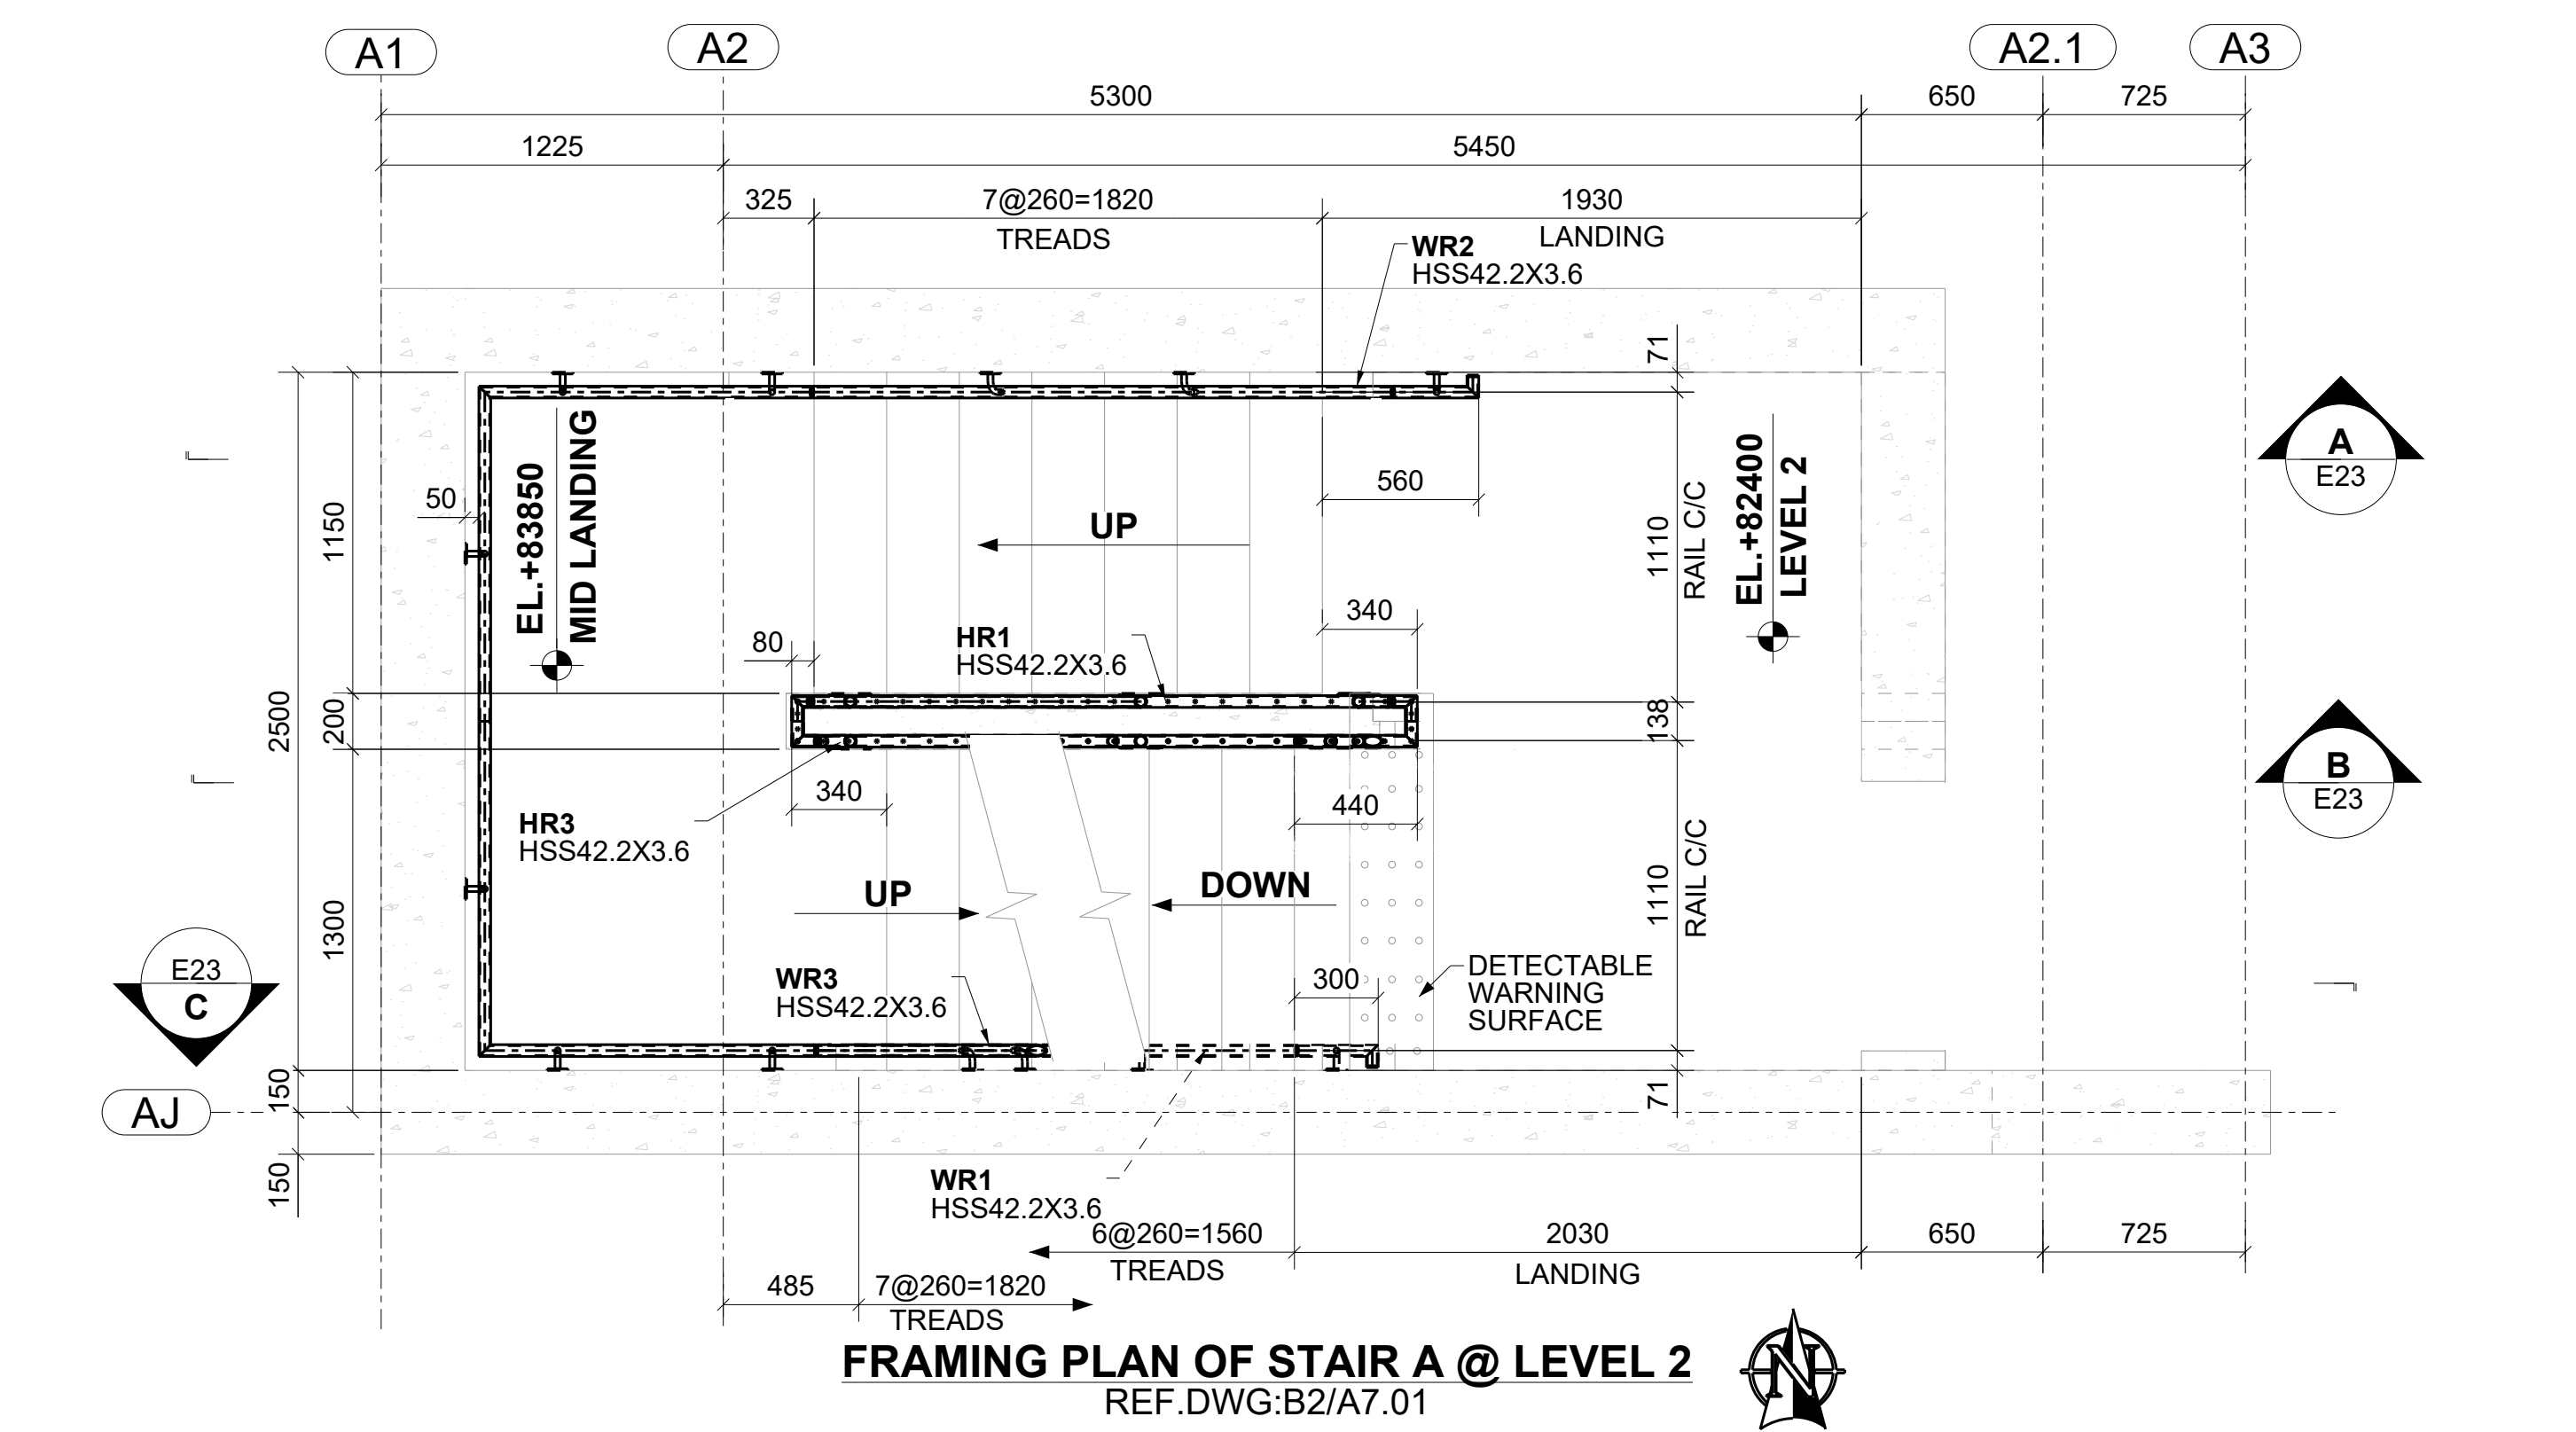 A1
A2
A2.1
A3
5300
650
725
1225
5450
325
7@260=1820
TREADS
1930
LANDING
WR2
HSS42.2X3.6
71
EL.+83850
MID LANDING
50
1150
UP
560
1110
RAIL C/C
EL.+82400
LEVEL 2
A
E23
340
80
HR1
HSS42.2X3.6
2500
200
138
B
E23
340
440
HR3
HSS42.2X3.6
UP
DOWN
1110
RAIL C/C
1300
E23
C
WR3
HSS42.2X3.6
300
DETECTABLE
WARNING
SURFACE
150
71
AJ
150
WR1
HSS42.2X3.6
6@260=1560
TREADS
2030
LANDING
650
725
485
7@260=1820
TREADS
FRAMING PLAN OF STAIR A @ LEVEL 2
REF.DWG:B2/A7.01
N